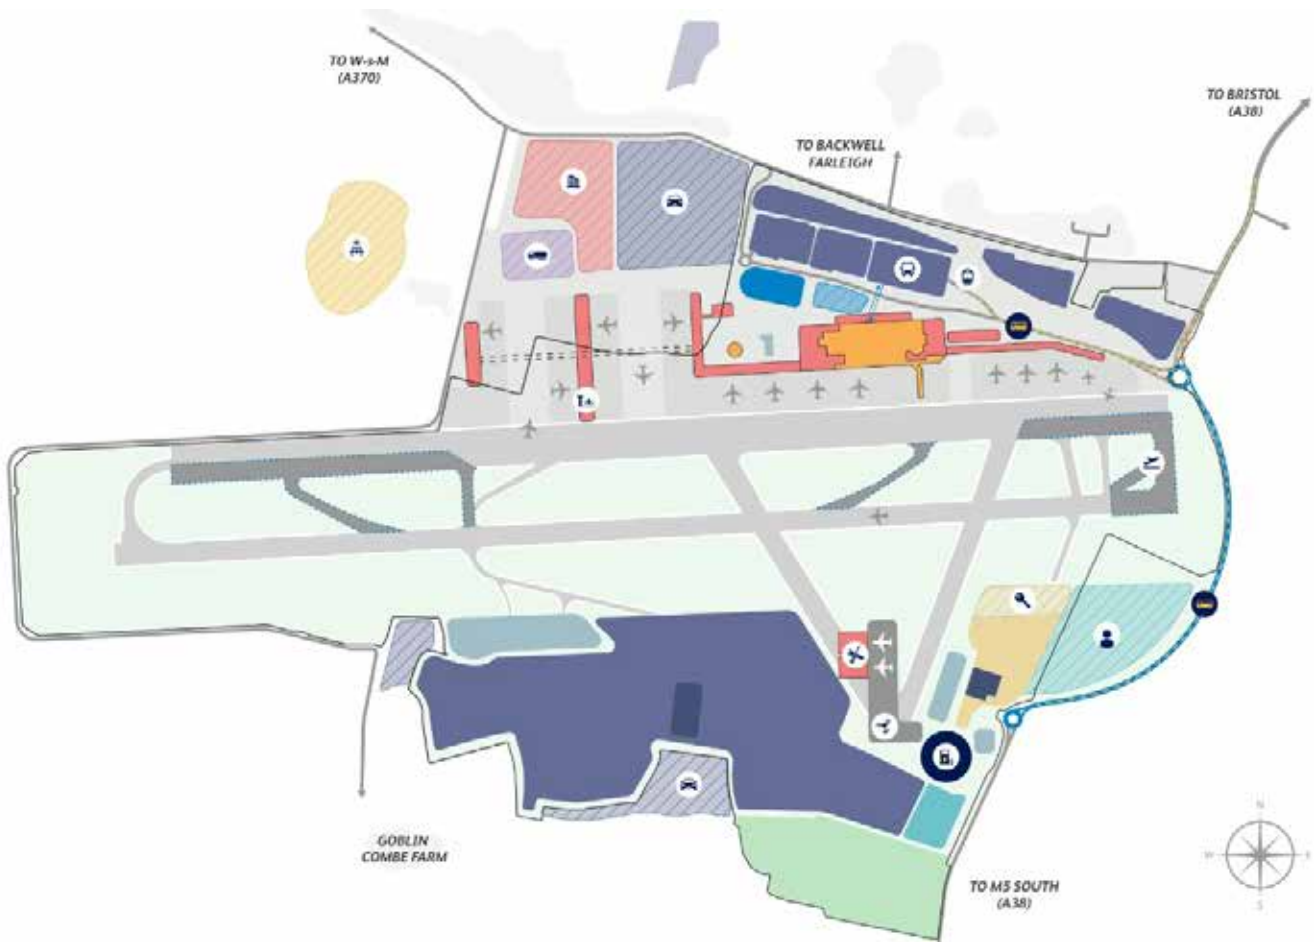 TO W-s-M
(A370)
TO BRISTOL
(A38)
TO BACKWELL
FARLEIGH
GOBLIN
COMBE FARM
TO M5 SOUTH
(A38)
N
W
E
S